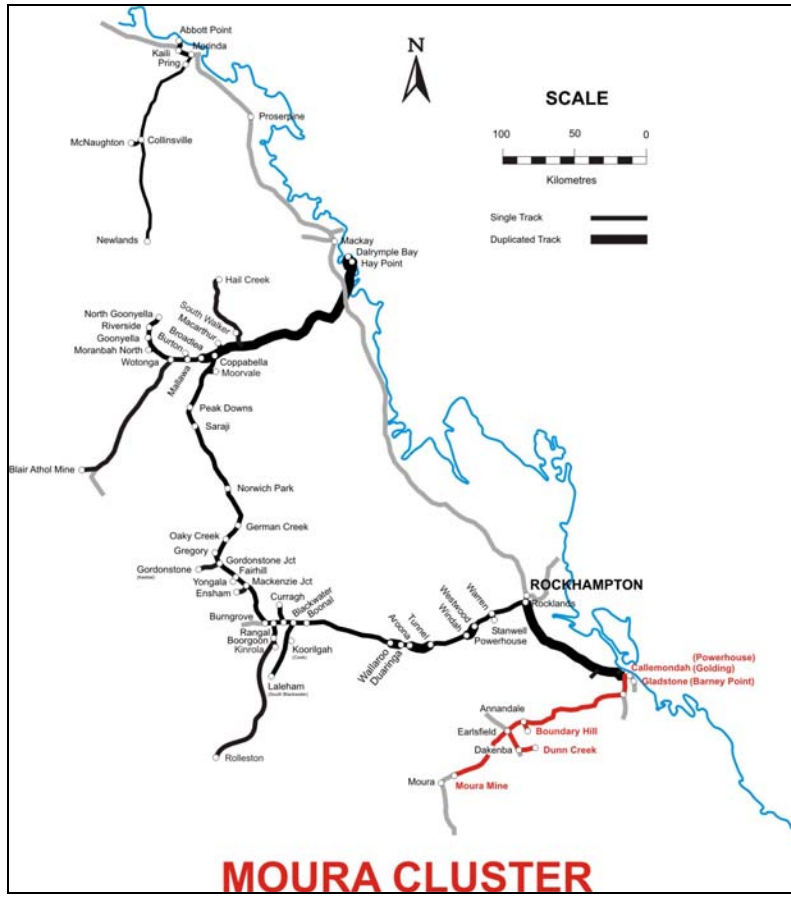 Abbott Point
Merinda
Kaili
Pring
N
SCALE
100 50 0
Kilometres
Single Track
Duplicated Track
Proserpine
McNaughton
Collinsville
Newlands
Mackay
Dalrymple Bay
Hay Point
Hail Creek
South Walker
Macarthur
North Goonyella
Riverside
Goonyella
Moranbah North
Wotonga
Broadlea
Burton
Mallawa
Coppabella
Moorvale
Peak Downs
Saraji
Blair Athol Mine
Norwich Park
German Creek
Oaky Creek
Gregory
Gordonstone Jct
Gordonstone
Fairhill
Yongala
Mackenzie Jct
Ensham
Curragh
Blackwater
Boonal
Burngrove
Rangal
Boorgoon
Kinrola
Koorilgah
(Cook)
Laleham
(South Blackwater)
Rolleston
Wallaroo
Duaringa
Aroona
Tunnel
Windah
Westwood
Warren
Stanwell
Powerhouse
ROCKHAMPTON
Rocklands
(Powerhouse)
Callemondah (Golding)
Gladstone (Barney Point)
Annandale
Earlsfield
Boundary Hill
Dakenba
Dunn Creek
Moura
Moura Mine
MOURA CLUSTER